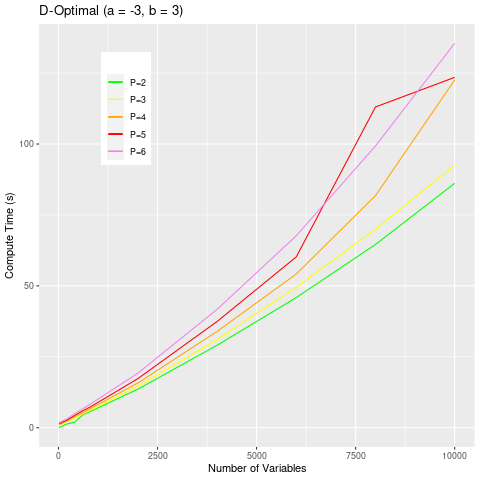 D-Optimal (a = -3, b = 3)
P=2
P=3
P=4
P=5
P=6
100
50
0
Compute Time (s)
0 2500 5000 7500 10000
Number of Variables